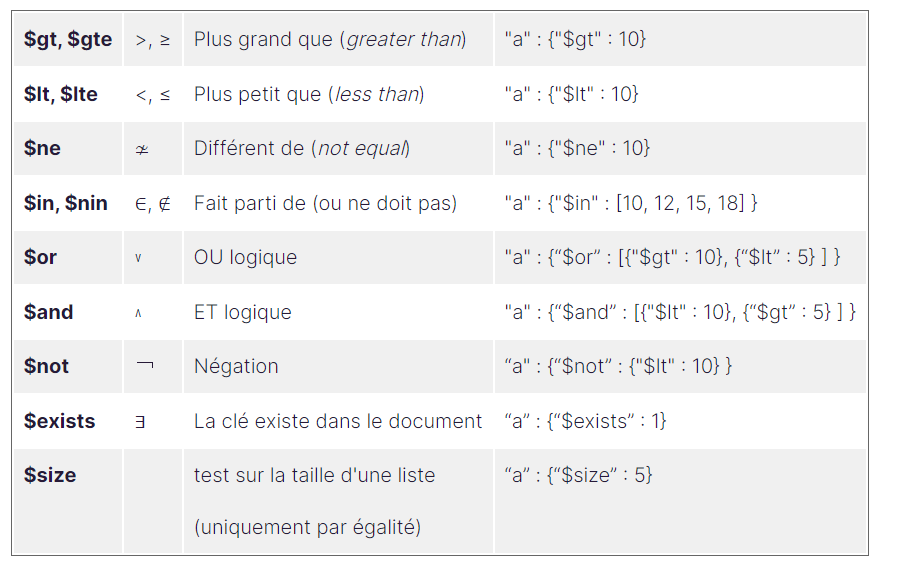 $gt, $gte >, ≥ Plus grand que (greater than) "a" : {"$gt" : 10}
$lt, $lte <, ≤ Plus petit que (less than) "a" : {"$lt" : 10}
$ne ≄ Différent de (not equal) "a" : {"$ne" : 10}
$in, $nin ∈, ∉ Fait parti de (ou ne doit pas) "a" : {"$in" : [10, 12, 15, 18] }
$or ∨ OU logique "a" : {“$or” : [{"$gt" : 10}, {“$lt” : 5} ] }
$and ∧ ET logique "a" : {“$and” : [{"$lt" : 10}, {“$gt” : 5} ] }
$not ﹁ Négation “a" : {“$not” : {"$lt" : 10} }
$exists ∃ La clé existe dans le document “a” : {“$exists” : 1}
$size test sur la taille d'une liste “a” : {“$size” : 5}
(uniquement par égalité)